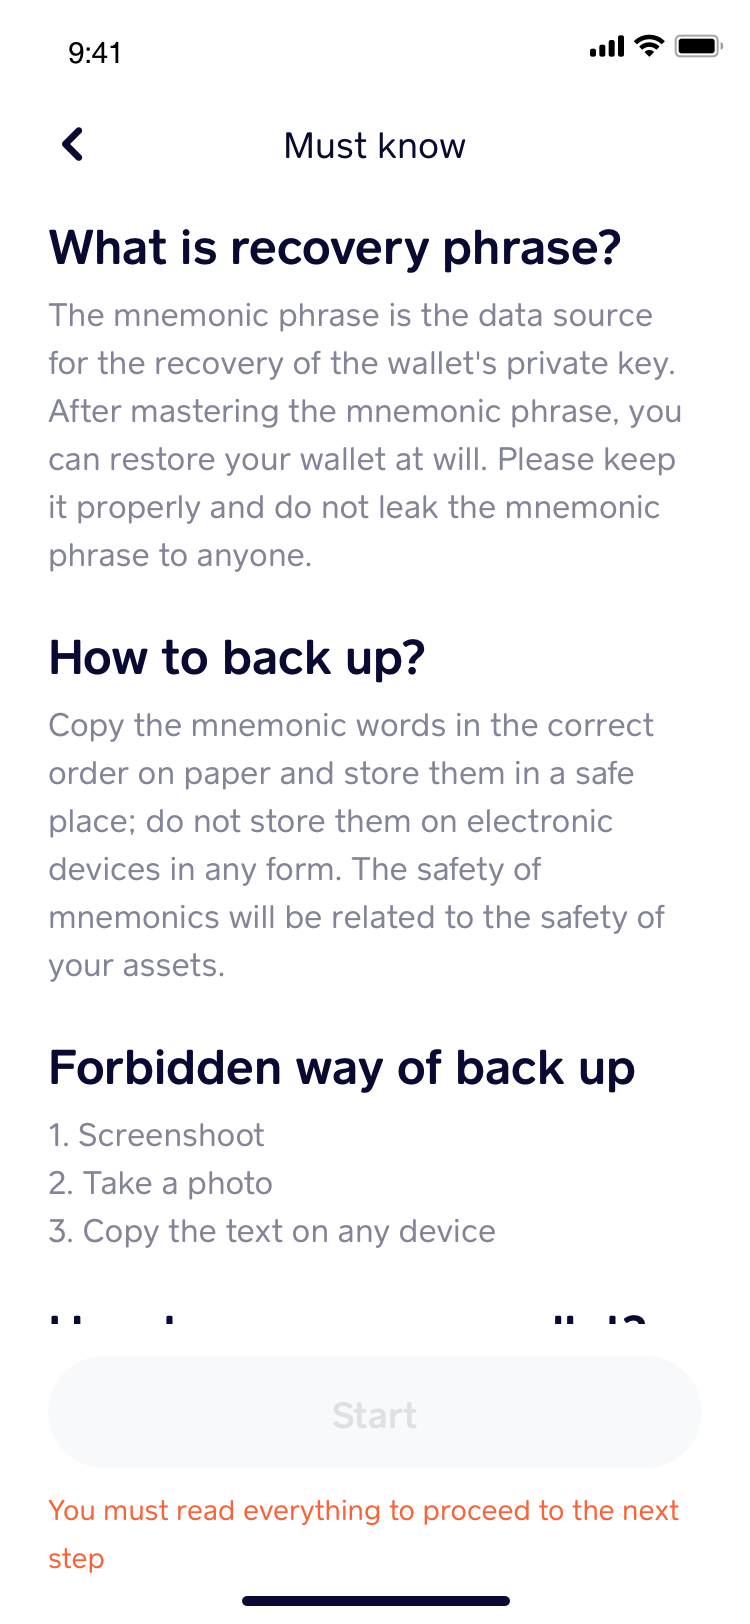 9:41
Must know
What is recovery phrase?
The mnemonic phrase is the data source
for the recovery of the wallet's private key.
After mastering the mnemonic phrase, you
can restore your wallet at will. Please keep
it properly and do not leak the mnemonic
phrase to anyone.
How to back up?
Copy the mnemonic words in the correct
order on paper and store them in a safe
place; do not store them on electronic
devices in any form. The safety of
mnemonics will be related to the safety of
your assets.
Forbidden way of back up
1. Screenshoot
2. Take a photo
3. Copy the text on any device
Start
You must read everything to proceed to the next
step